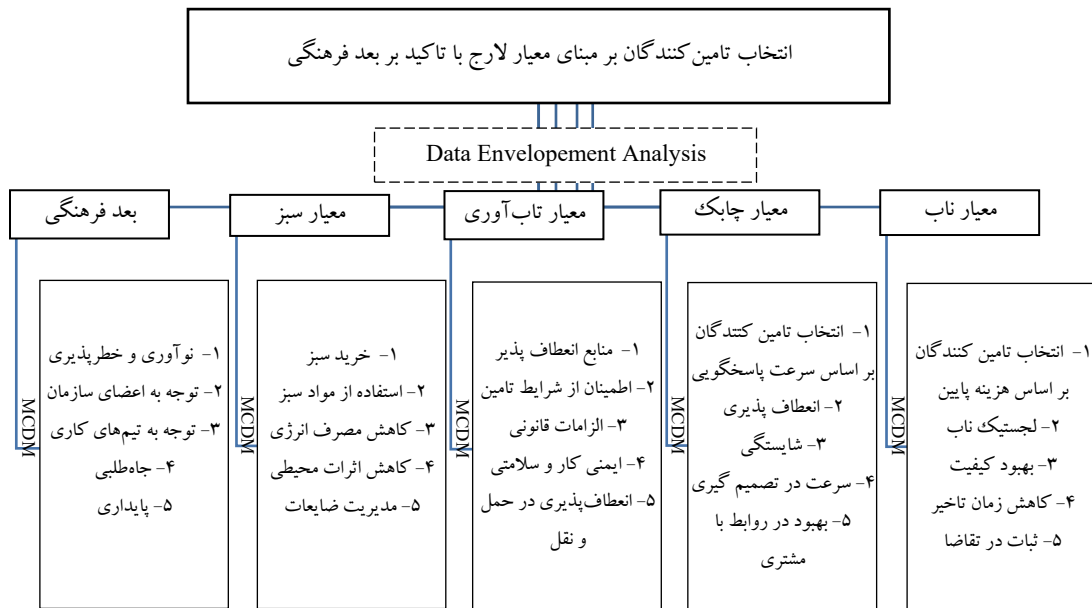 انتخاب تامین‌کنندگان بر مبنای معیار لارج با تاکید بر بعد فرهنگی
Data Envelopement Analysis
معیار ناب
معیار چابک
معیار تاب‌آوری
معیار سبز
بعد فرهنگی
۱- انتخاب تامین کنندگان
بر اساس هزینه پایین
۲- لجستیک ناب
۳- بهبود کیفیت
۴- کاهش زمان تاخیر
۵- ثبات در تقاضا
MCDM
۱- انتخاب تامین کتتدگان
بر اساس سرعت پاسخگویی
۲- انعطاف پذیری
۳- شایستگی
۴- سرعت در تصمیم گیری
۵- بهبود در روابط با
مشتری
MCDM
۱- منابع انعطاف پذیر
۲- اطمینان از شرایط تامین
۳- الزامات قانونی
۴- ایمنی کار و سلامتی
۵- انعطاف‌پذیری در حمل
و نقل
MCDM
۱- خرید سبز
۲- استفاده از مواد سبز
۳- کاهش مصرف انرژی
۴- کاهش اثرات محیطی
۵- مدیریت ضایعات
MCDM
۱- نوآوری و خطرپذیری
۲- توجه به اعضای سازمان
۳- توجه به تیم‌های کاری
۴- جاه‌طلبی
۵- پایداری
MCDM